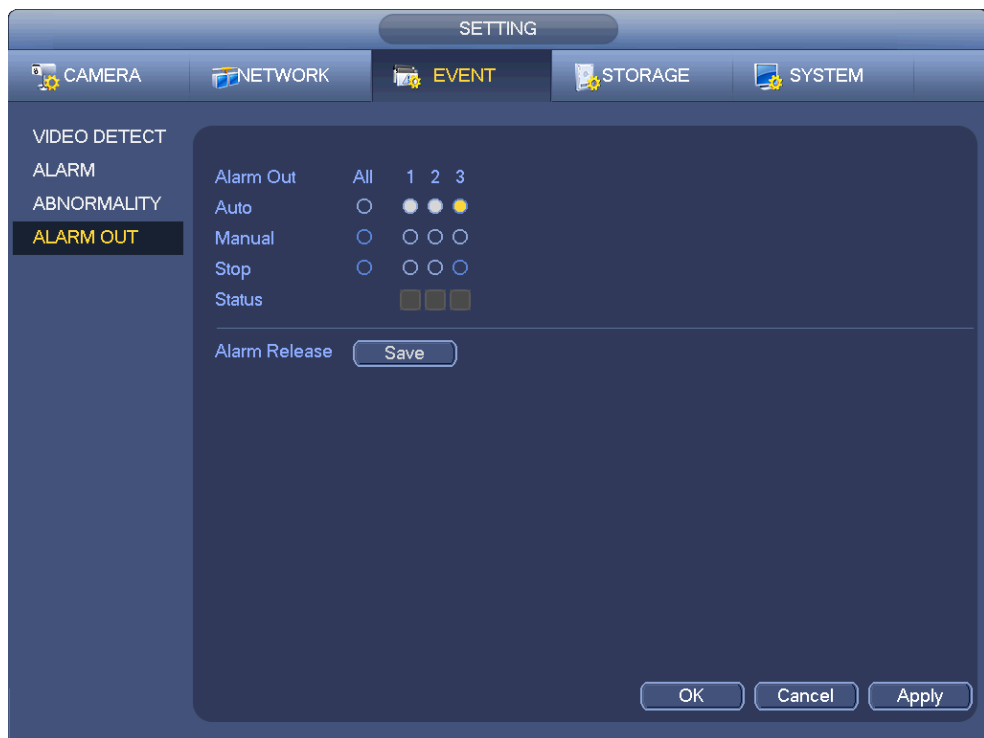 SETTING
CAMERA NETWORK EVENT STORAGE SYSTEM
VIDEO DETECT
ALARM
ABNORMALITY
ALARM OUT
Alarm Out All 1 2 3
Auto
Manual
Stop
Status
Alarm Release Save
OK Cancel Apply